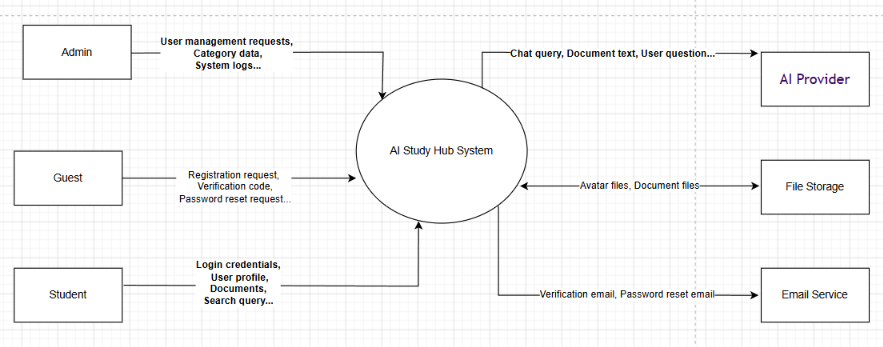 Admin
User management requests,
Category data,
System logs...
Chat query, Document text, User question...
AI Provider
AI Study Hub System
Guest
Registration request,
Verification code,
Password reset request...
Avatar files, Document files
File Storage
Student
Login credentials,
User profile,
Documents,
Search query...
Verification email, Password reset email
Email Service